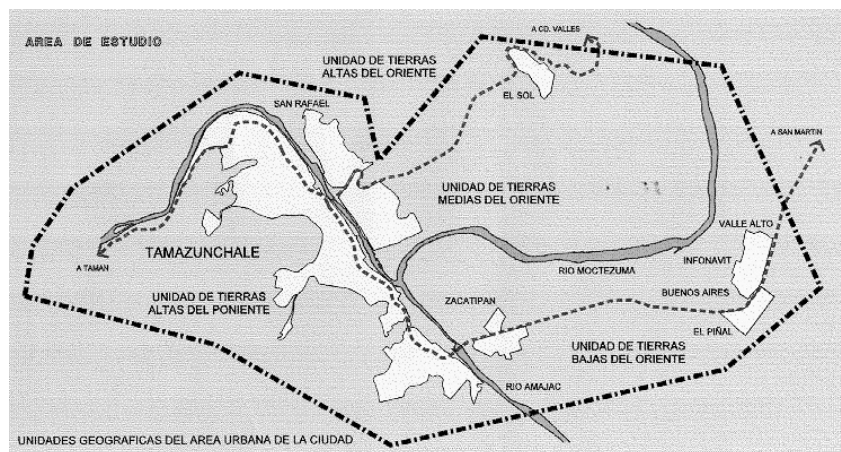 AREA DE ESTUDIO
A CD. VALLES
UNIDAD DE TIERRAS
ALTAS DEL ORIENTE
EL SOL
SAN RAFAEL
A SAN MARTIN
UNIDAD DE TIERRAS
MEDIAS DEL ORIENTE
VALLE ALTO
TAMAZUNCHALE
INFONAVIT
RIO MOCTEZUMA
A TAMAN
BUENOS AIRES
UNIDAD DE TIERRAS
ALTAS DEL PONIENTE
ZACATIPAN
EL PIÑAL
UNIDAD DE TIERRAS
BAJAS DEL ORIENTE
RIO AMAJAC
UNIDADES GEOGRAFICAS DEL AREA URBANA DE LA CIUDAD